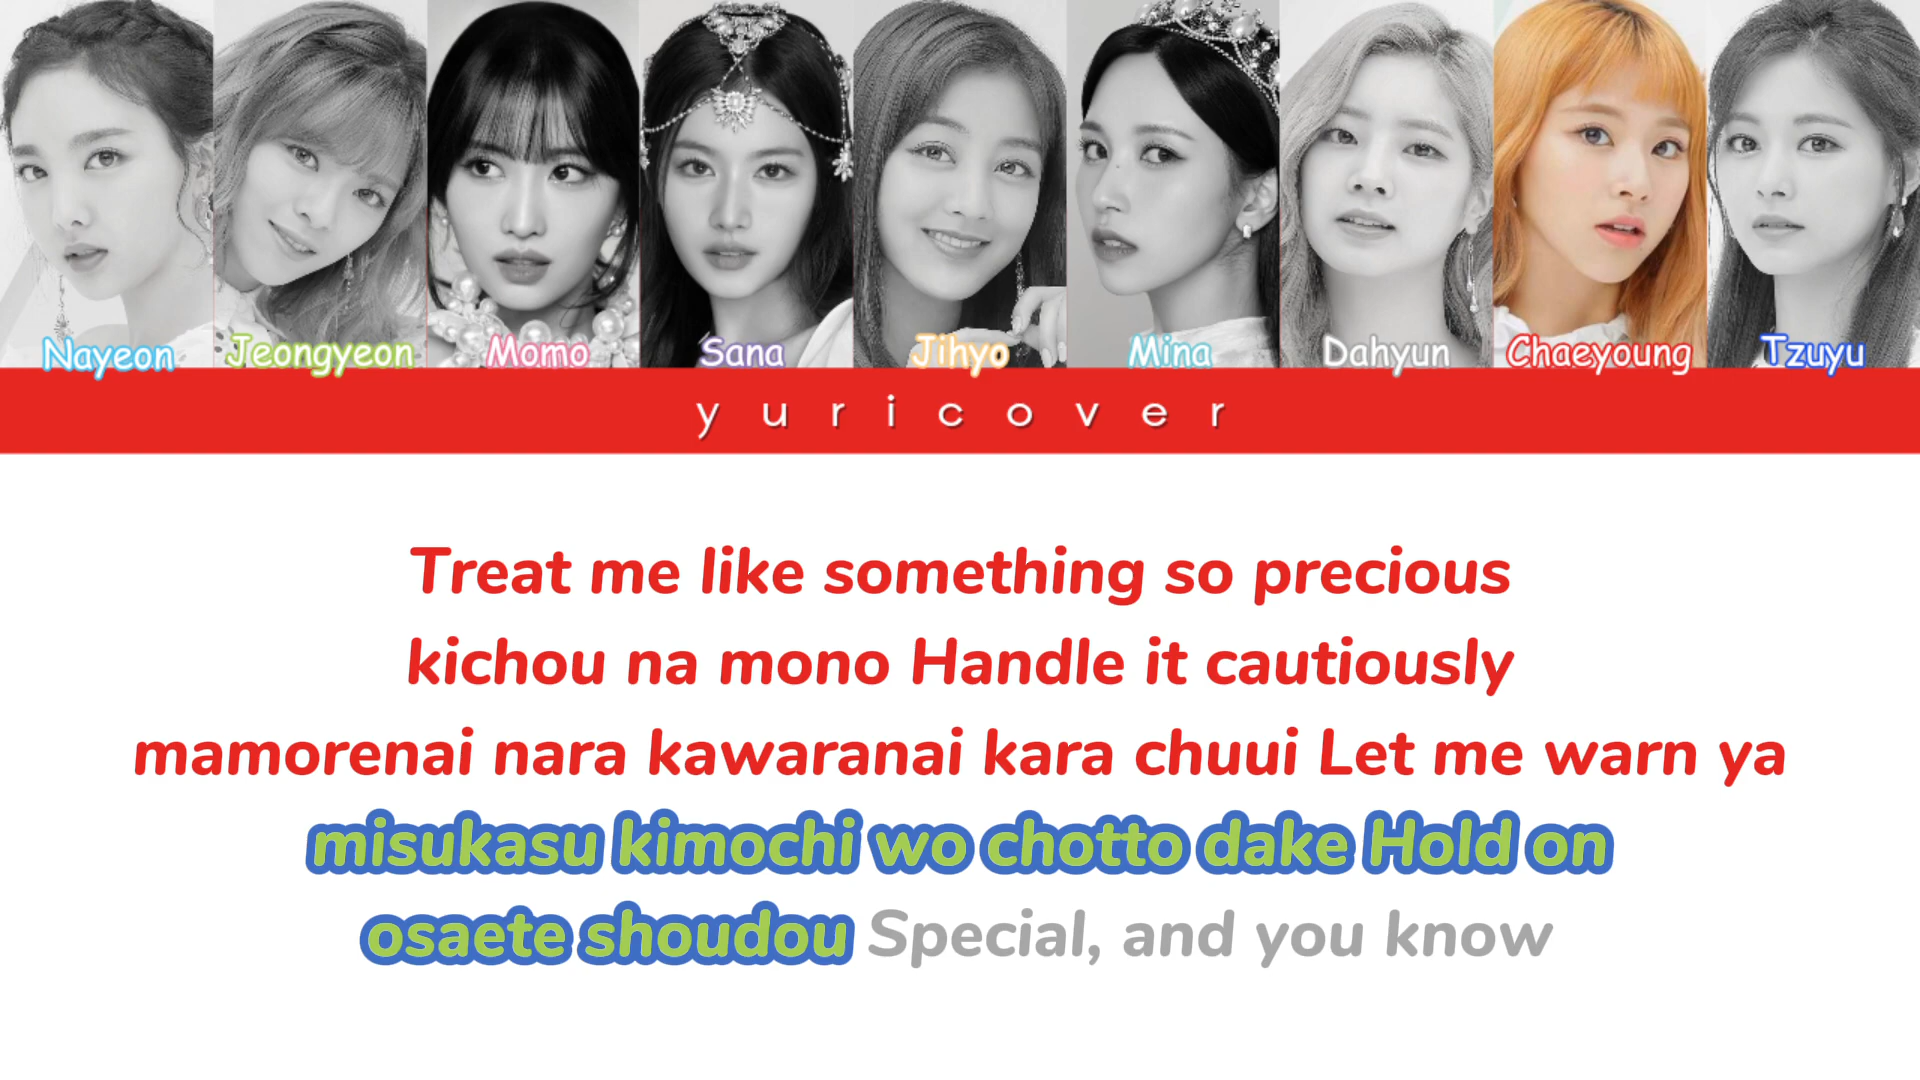 Nayeon Jeongyeon Momo Sana Jihyo Mina Dahyun Chaeyoung Tzuyu
yuricover
Treat me like something so precious
kichou na mono Handle it cautiously
mamorenai nara kawaranai kara chuui Let me warn ya
misukasu kimochi wo chotto dake Hold on
osaete shoudou Special, and you know